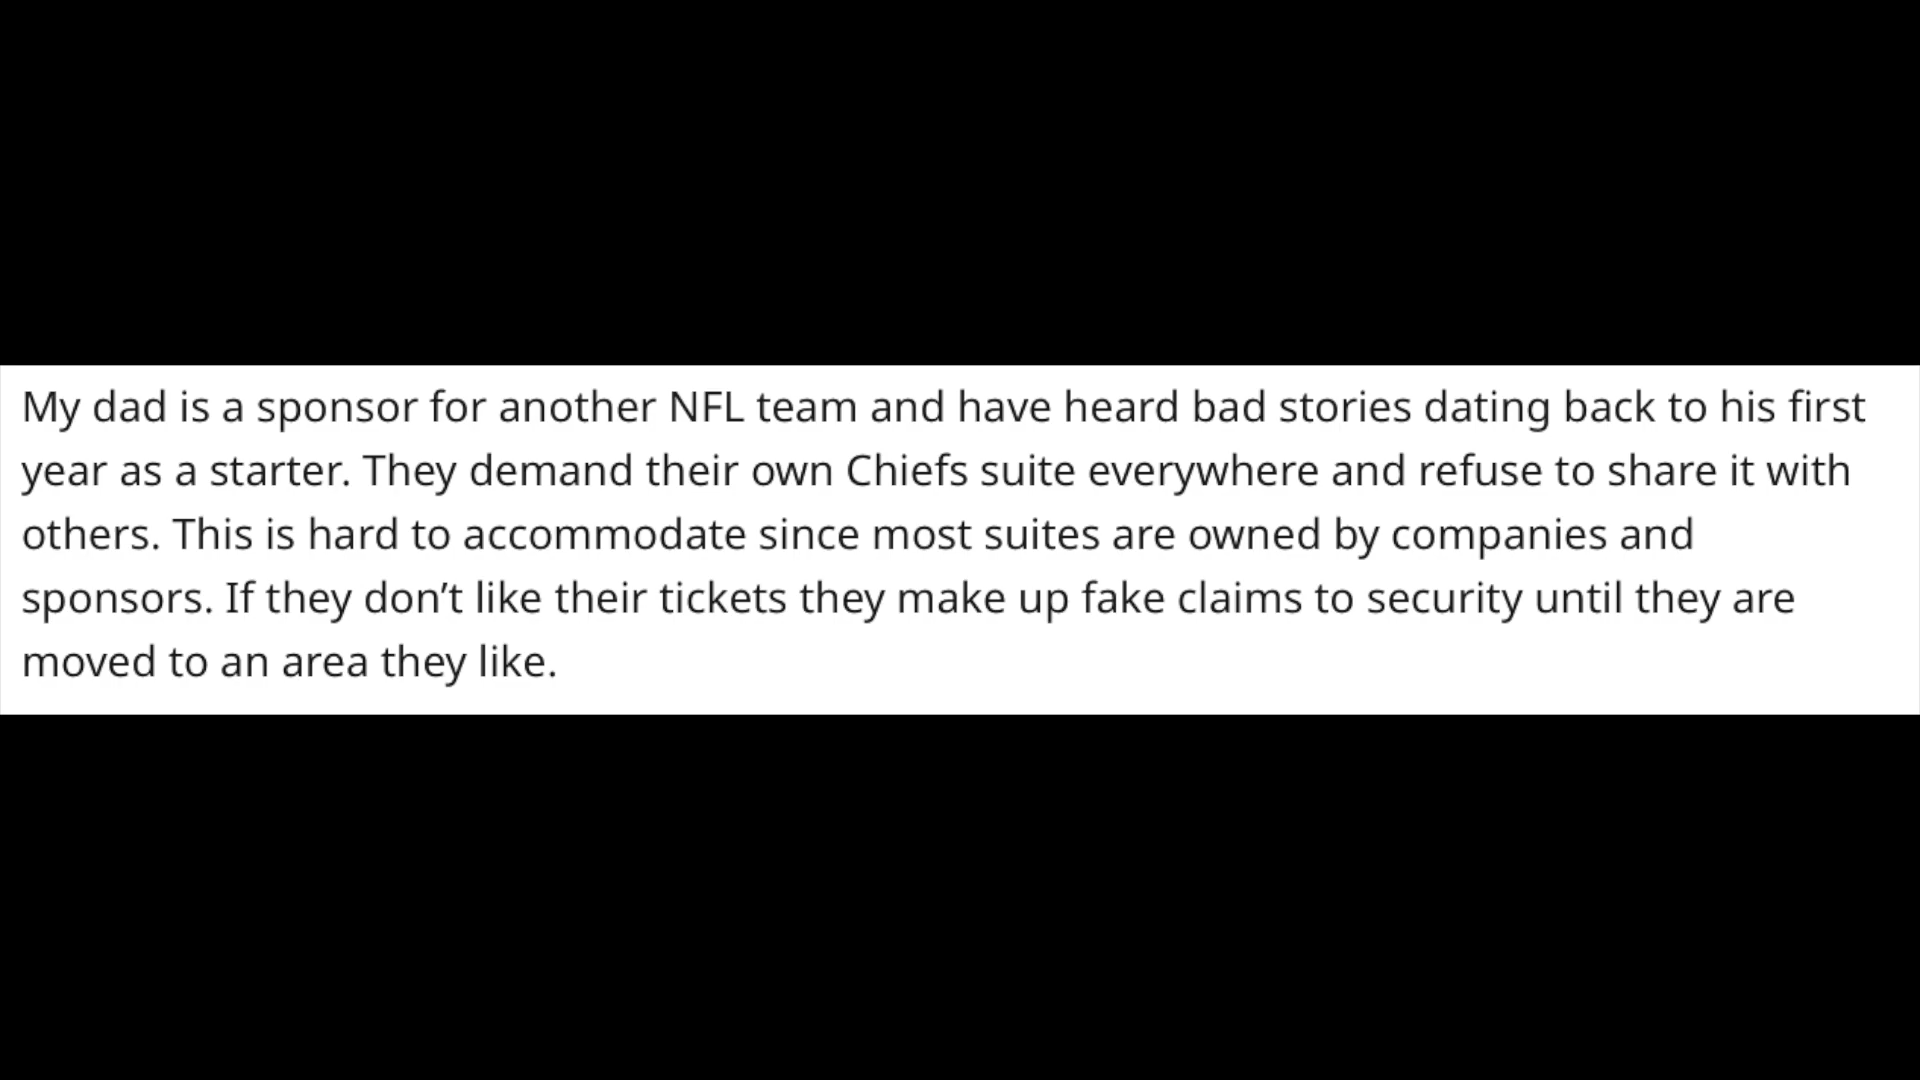 My dad is a sponsor for another NFL team and have heard bad stories dating back to his first
year as a starter. They demand their own Chiefs suite everywhere and refuse to share it with
others. This is hard to accommodate since most suites are owned by companies and
sponsors. If they don’t like their tickets they make up fake claims to security until they are
moved to an area they like.